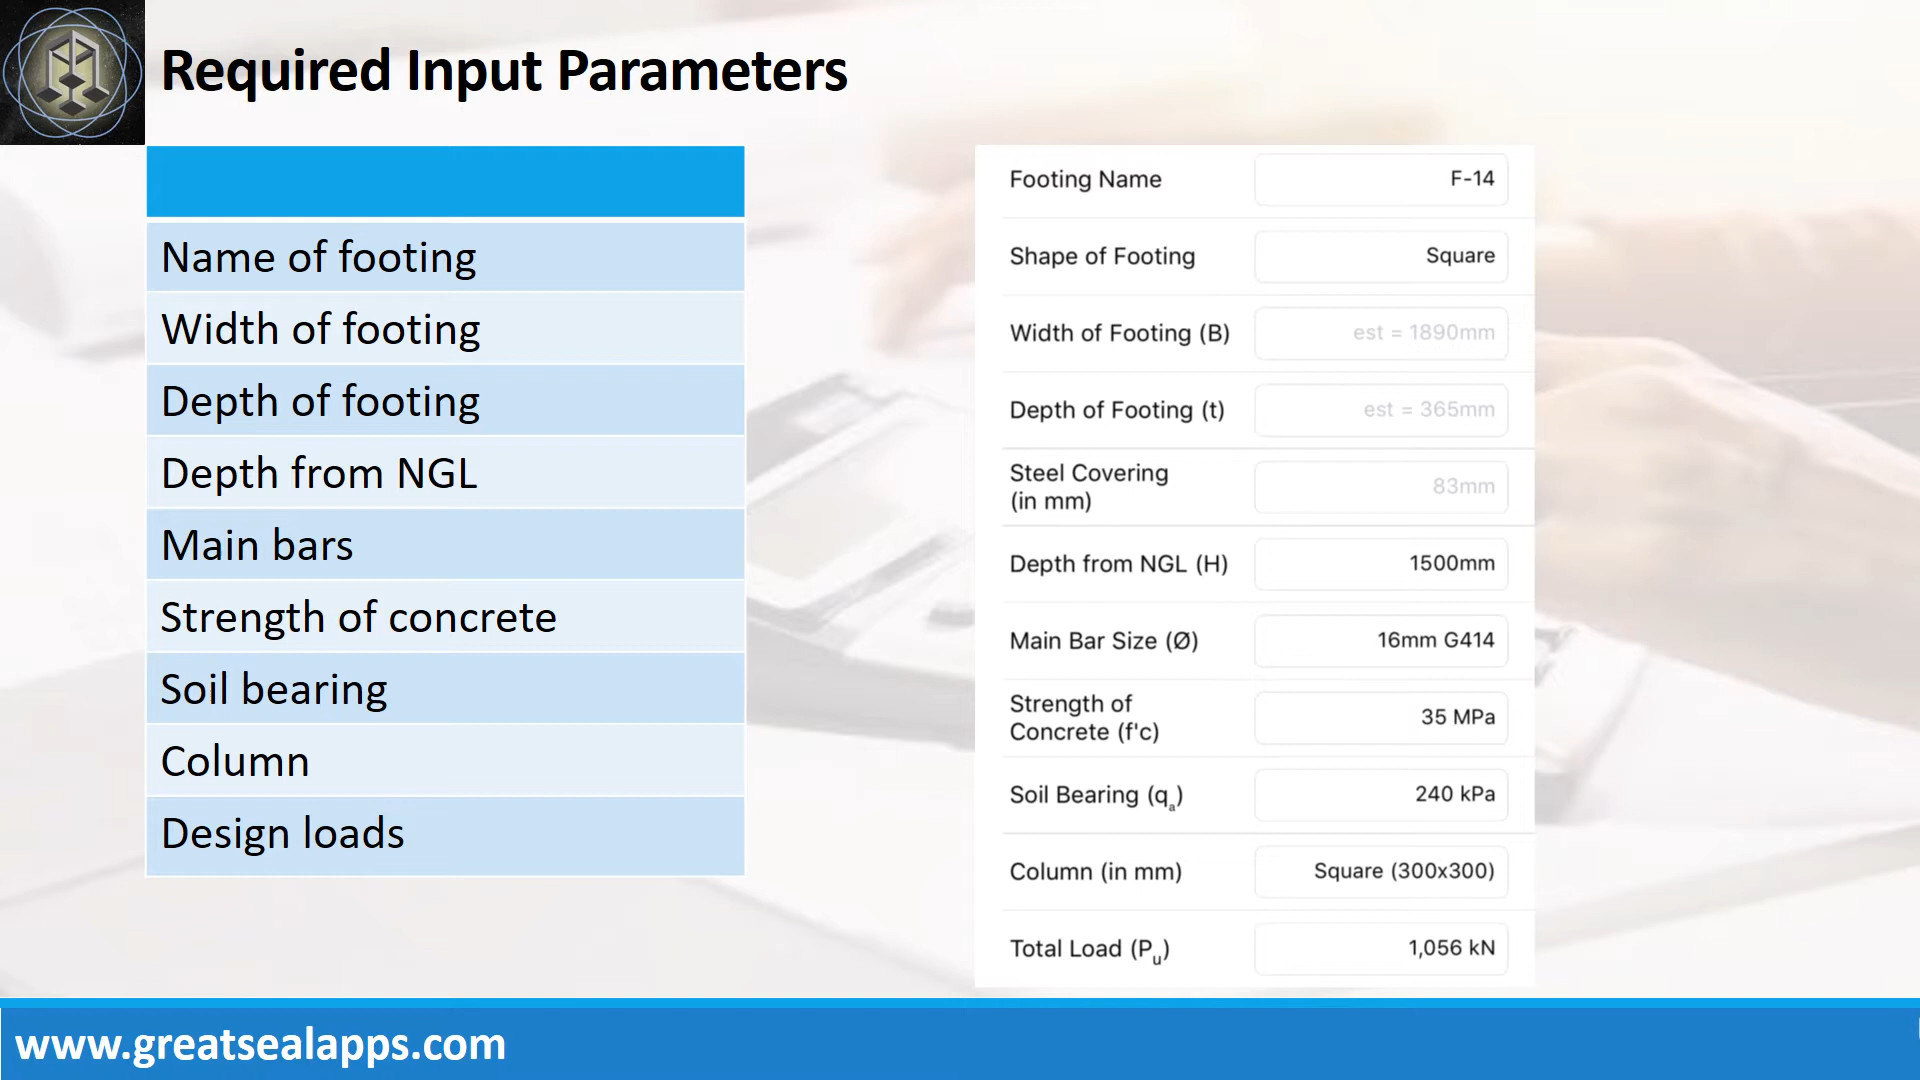 Required Input Parameters
Name of footing
Width of footing
Depth of footing
Depth from NGL
Main bars
Strength of concrete
Soil bearing
Column
Design loads
Footing Name F-14
Shape of Footing Square
Width of Footing (B) est = 1890mm
Depth of Footing (t) est = 365mm
Steel Covering
(in mm) 83mm
Depth from NGL (H) 1500mm
Main Bar Size (Ø) 16mm G414
Strength of
Concrete (f'c) 35 MPa
Soil Bearing (qa) 240 kPa
Column (in mm) Square (300x300)
Total Load (Pu) 1,056 kN
www.greatsealapps.com